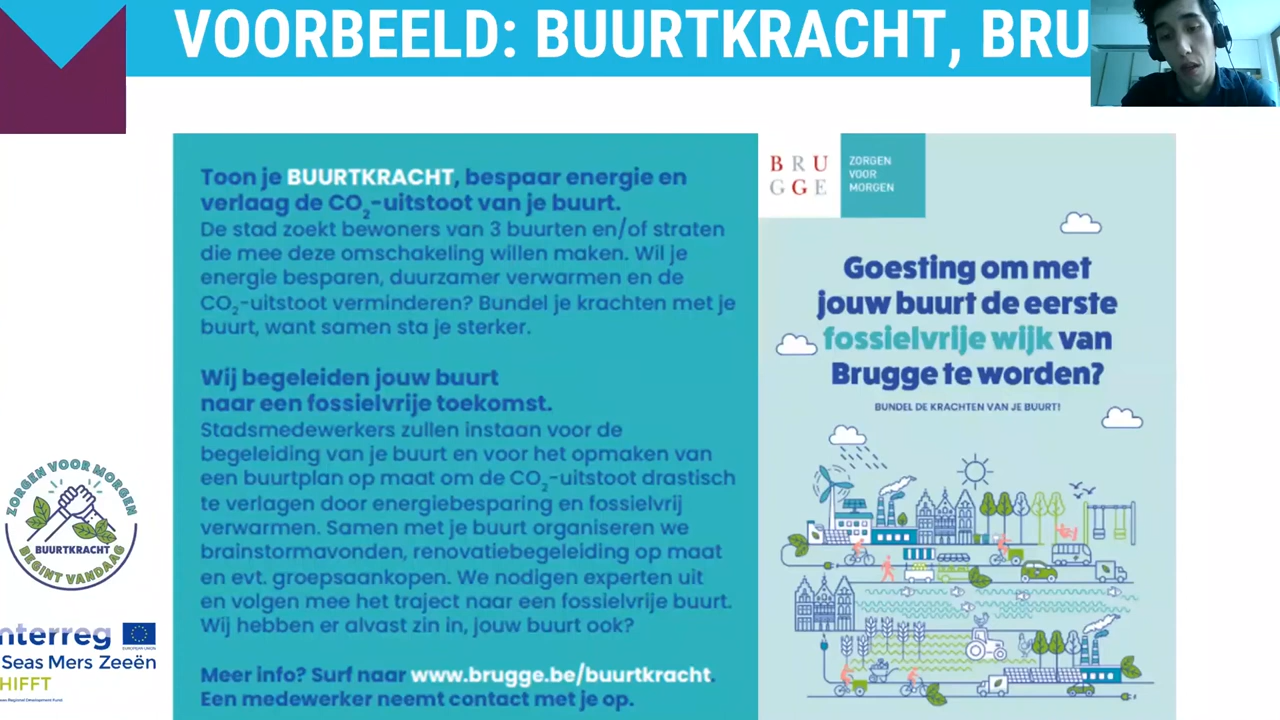 VOORBEELD: BUURTKRACHT, BRU
Toon je BUURTKRACHT, bespaar energie en
verlaag de CO₂-uitstoot van je buurt.
De stad zoekt bewoners van 3 buurten en/of straten
die mee deze omschakeling willen maken. Wil je
energie besparen, duurzamer verwarmen en de
CO₂-uitstoot verminderen? Bundel je krachten met je
buurt, want samen sta je sterker.
Wij begeleiden jouw buurt
naar een fossielvrije toekomst.
Stadsmedewerkers zullen instaan voor de
begeleiding van je buurt en voor het opmaken van
een buurtplan op maat om de CO₂-uitstoot drastisch
te verlagen door energiebesparing en fossielvrij
verwarmen. Samen met je buurt organiseren we
brainstormavonden, renovatiebegeleiding op maat
en evt. groepsaankopen. We nodigen experten uit
en volgen mee het traject naar een fossielvrije buurt.
Wij hebben er alvast zin in, jouw buurt ook?
Meer info? Surf naar www.brugge.be/buurtkracht.
Een medewerker neemt contact met je op.
BRU
GGE
ZORGEN
VOOR
MORGEN
Goesting om met
jouw buurt de eerste
fossielvrije wijk van
Brugge te worden?
BUNDEL DE KRACHTEN VAN JE BUURT!
ZORGEN VOOR MORGEN
BUURTKRACHT
BEGINT VANDAAG
nterreg
EUROPEAN UNION
Seas Mers Zeeën
HIFFT
Regional Development Fund